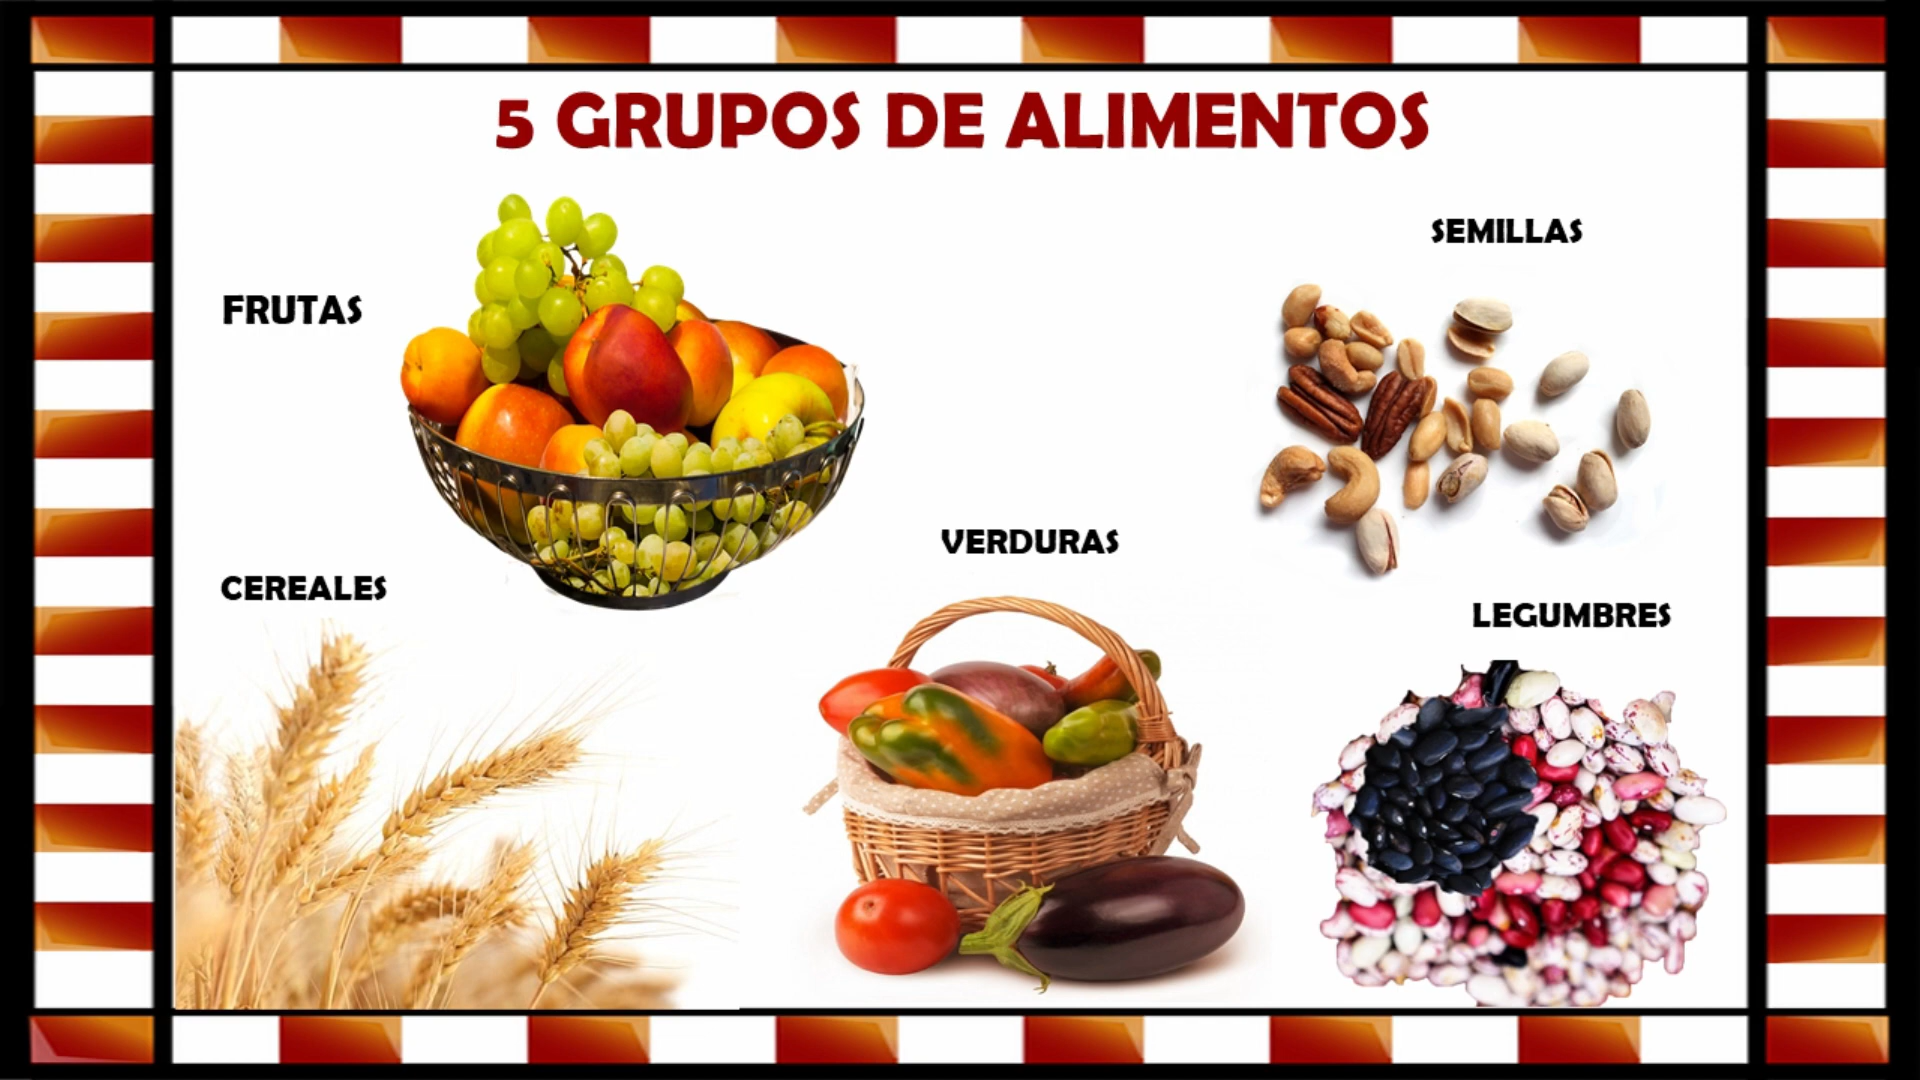 5 GRUPOS DE ALIMENTOS
SEMILLAS
FRUTAS
VERDURAS
CEREALES
LEGUMBRES